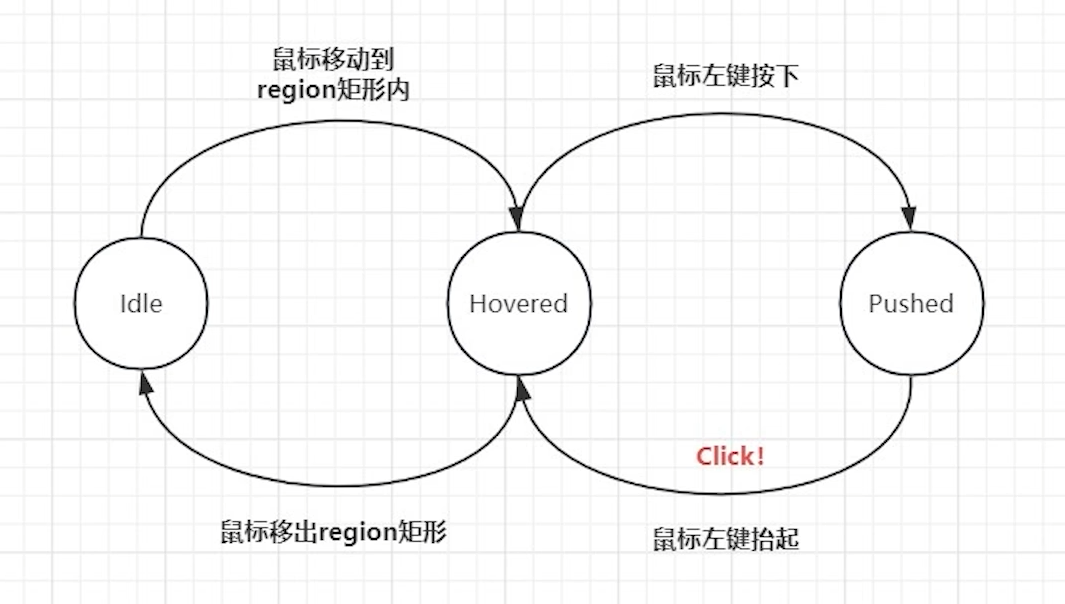 鼠标移动到
region矩形内
鼠标左键按下
Idle
Hovered
Pushed
Click!
鼠标移出region矩形
鼠标左键抬起